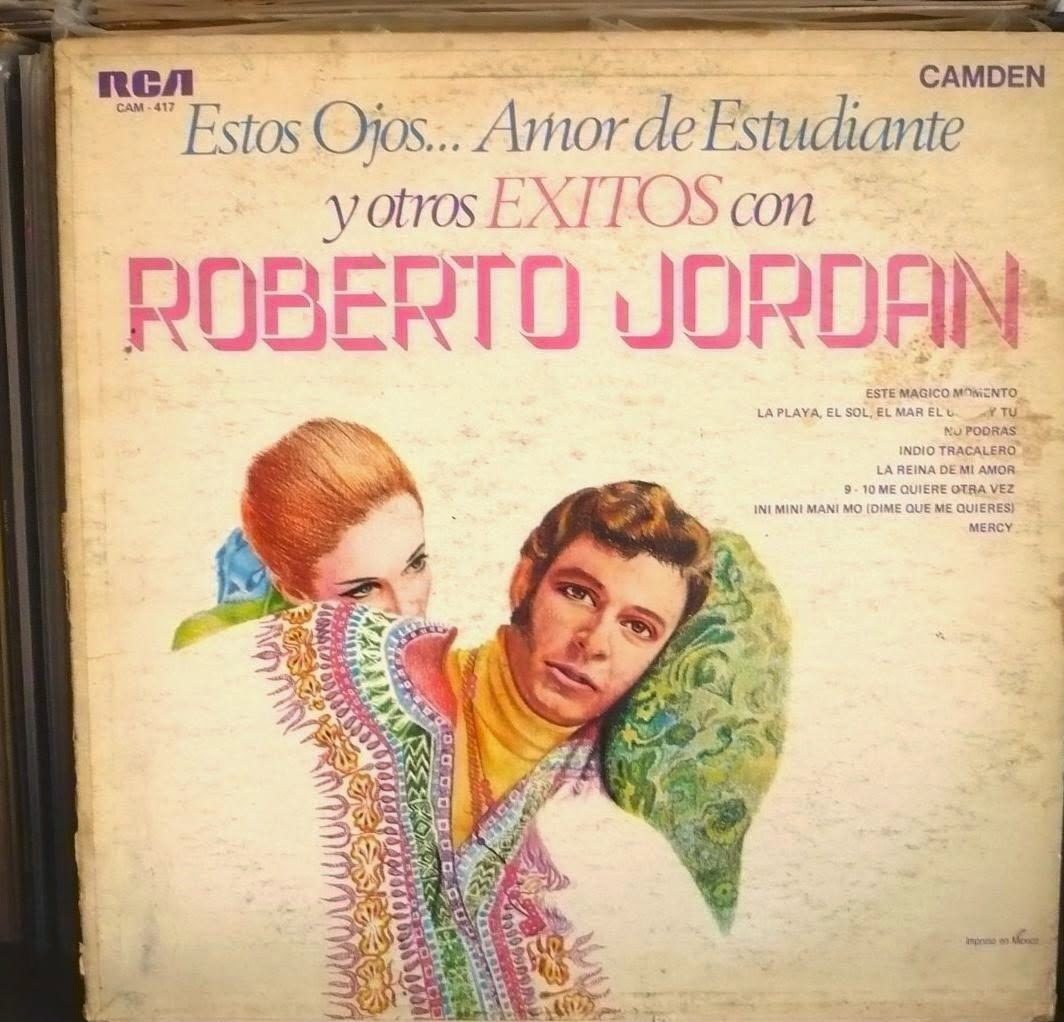 RCA
CAMDEN
CAM - 417
Estos Ojos... Amor de Estudiante
y otros EXITOS con
ROBERTO JORDAN
ESTE MAGICO MOMENTO
LA PLAYA, EL SOL, EL MAR EL Y TU
NO PODRAS
INDIO TRACALERO
LA REINA DE MI AMOR
9 - 10 ME QUIERE OTRA VEZ
INI MINI MANI MO (DIME QUE ME QUIERES)
MERCY
Impreso en México